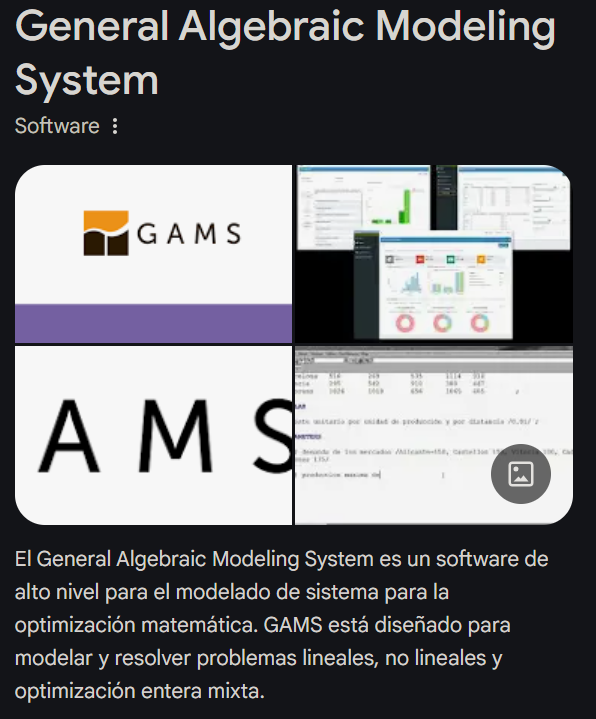 General Algebraic Modeling
System
Software
GAMS
AMS
El General Algebraic Modeling System es un software de
alto nivel para el modelado de sistema para la
optimización matemática. GAMS está diseñado para
modelar y resolver problemas lineales, no lineales y
optimización entera mixta.